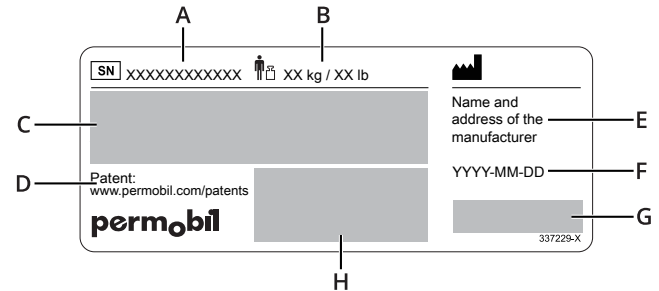 A
B
SN XXXXXXXXXXXX XX kg / XX lb
C
Name and
address of the
manufacturer
E
D
Patent:
www.permobil.com/patents
YYYY-MM-DD
F
permobil
G
337229-X
H